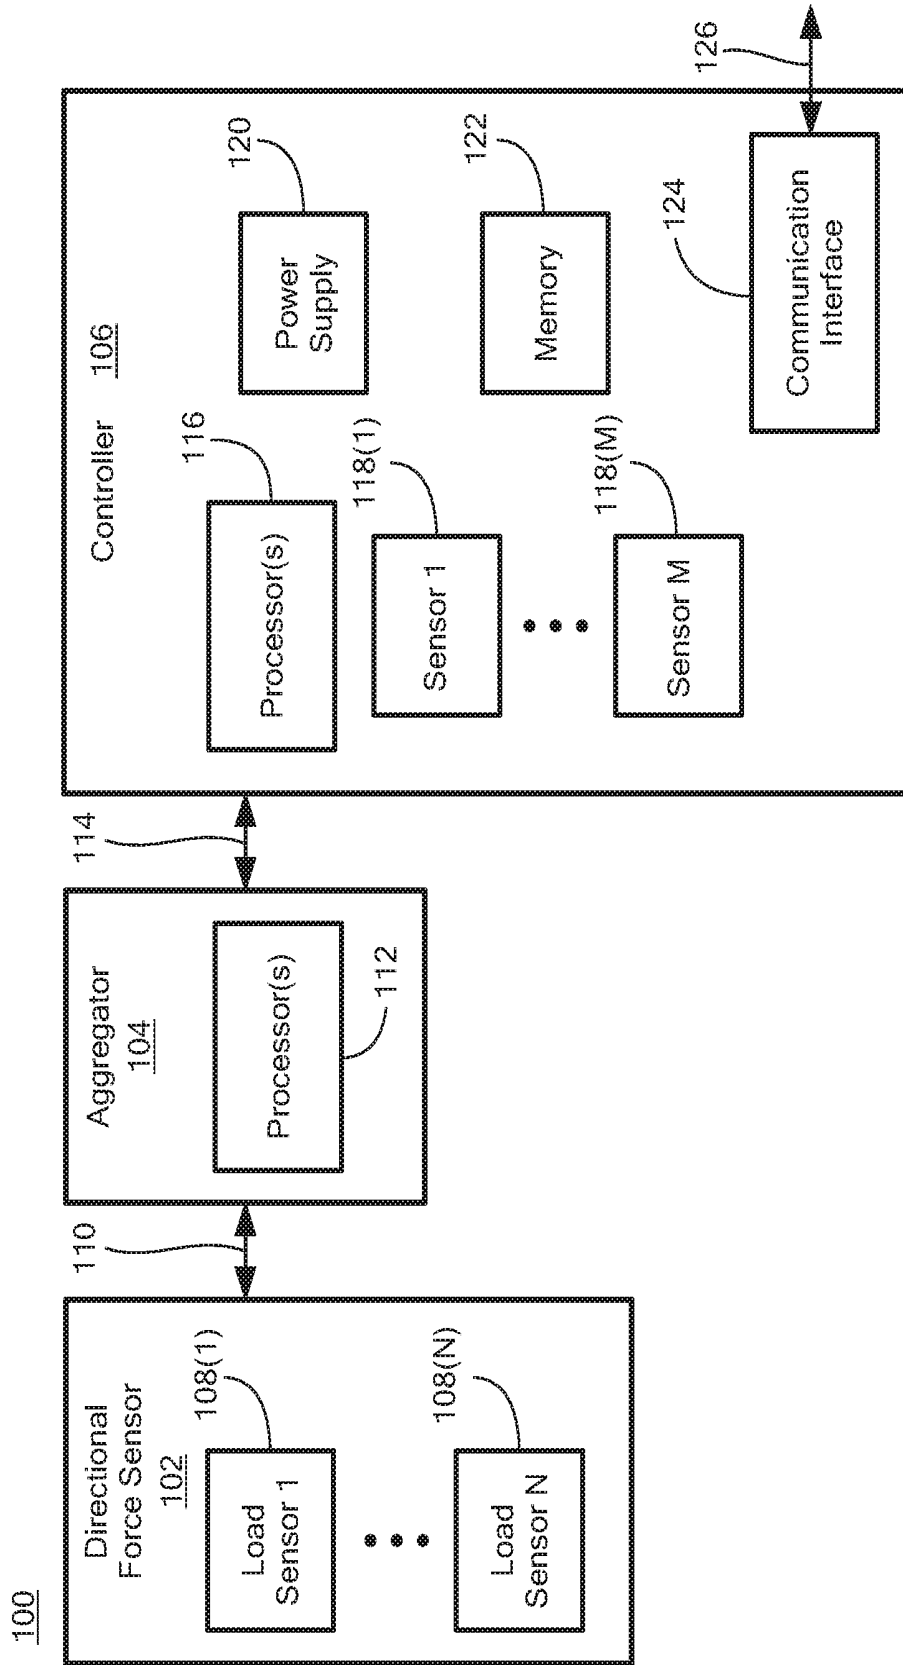 100
Directional
Force Sensor
102
108(1)
Load
Sensor 1
108(N)
Load
Sensor N
110
Aggregator
104
Processor(s)
112
114
Controller
106
116
Processor(s)
118(1)
Sensor 1
118(M)
Sensor M
120
Power
Supply
122
Memory
124
Communication
Interface
126